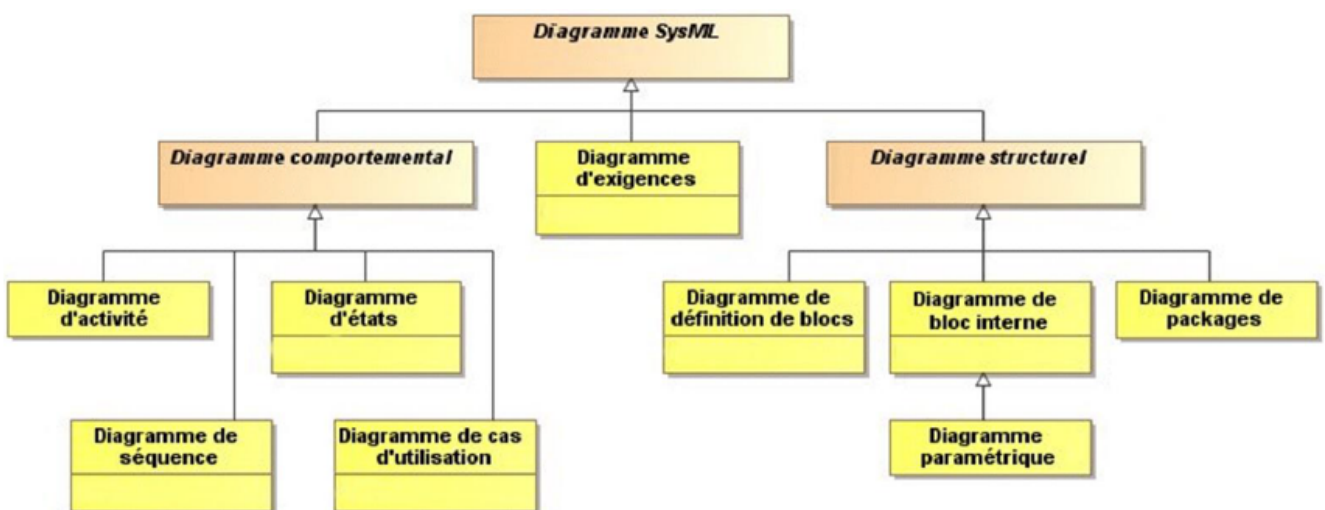 Diagramme SysML
Diagramme comportemental
Diagramme
d'exigences
Diagramme structurel
Diagramme
d'activité
Diagramme
d'états
Diagramme de
définition de blocs
Diagramme de
bloc interne
Diagramme de
packages
Diagramme de
séquence
Diagramme de cas
d'utilisation
Diagramme
paramétrique